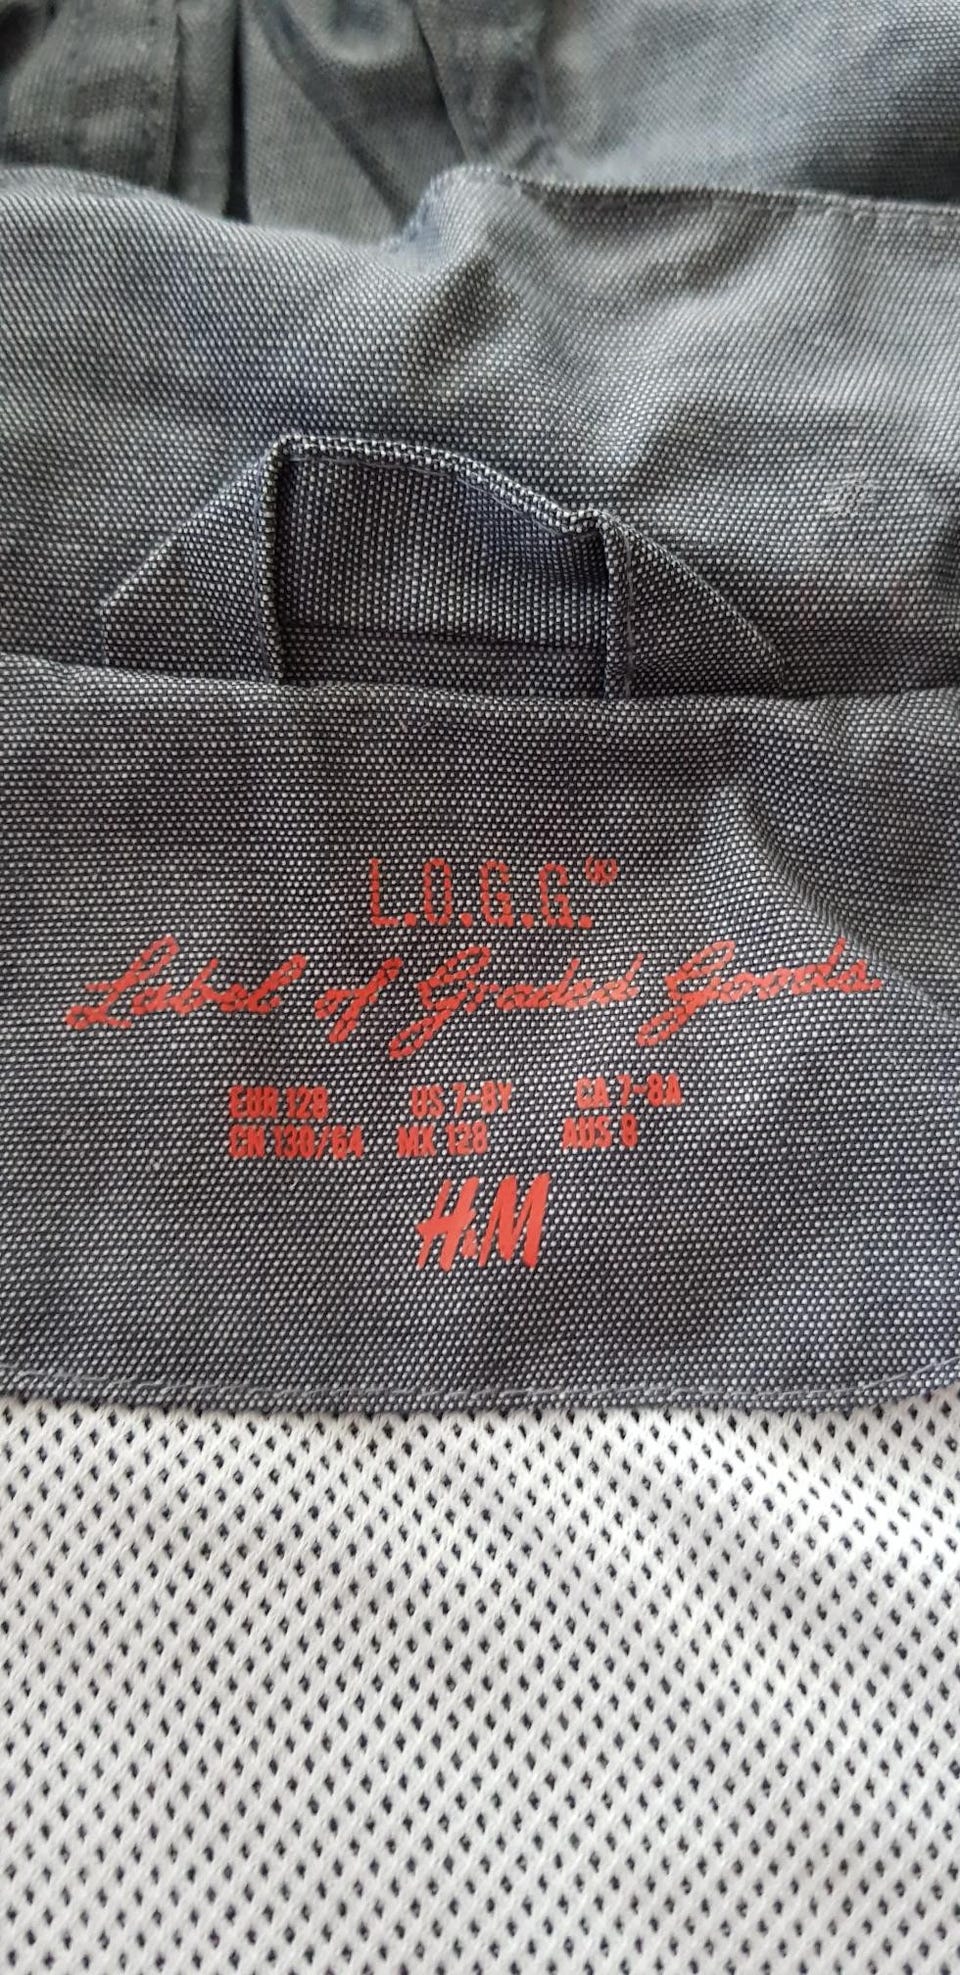 L.O.G.G.®
Label of Graded Goods
EUR 128 US 7-8Y CA 7-8A
CN 130/64 MX 128 AUS 8
H&M